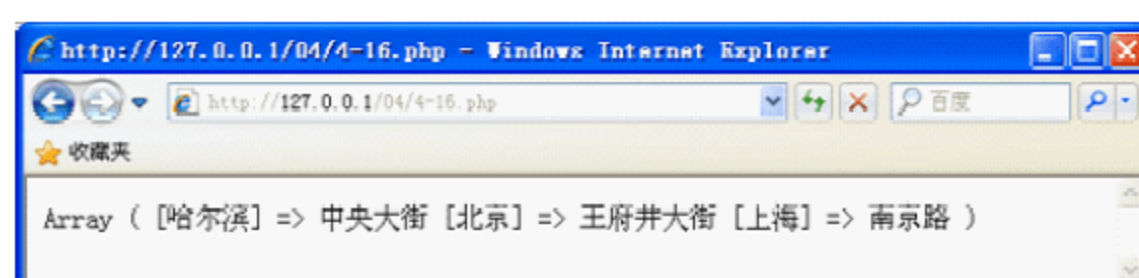 http://127.0.0.1/04/4-16.php - Windows Internet Explorer
http://127.0.0.1/04/4-16.php
百度
收藏夹
Array ( [哈尔滨] => 中央大街 [北京] => 王府井大街 [上海] => 南京路 )